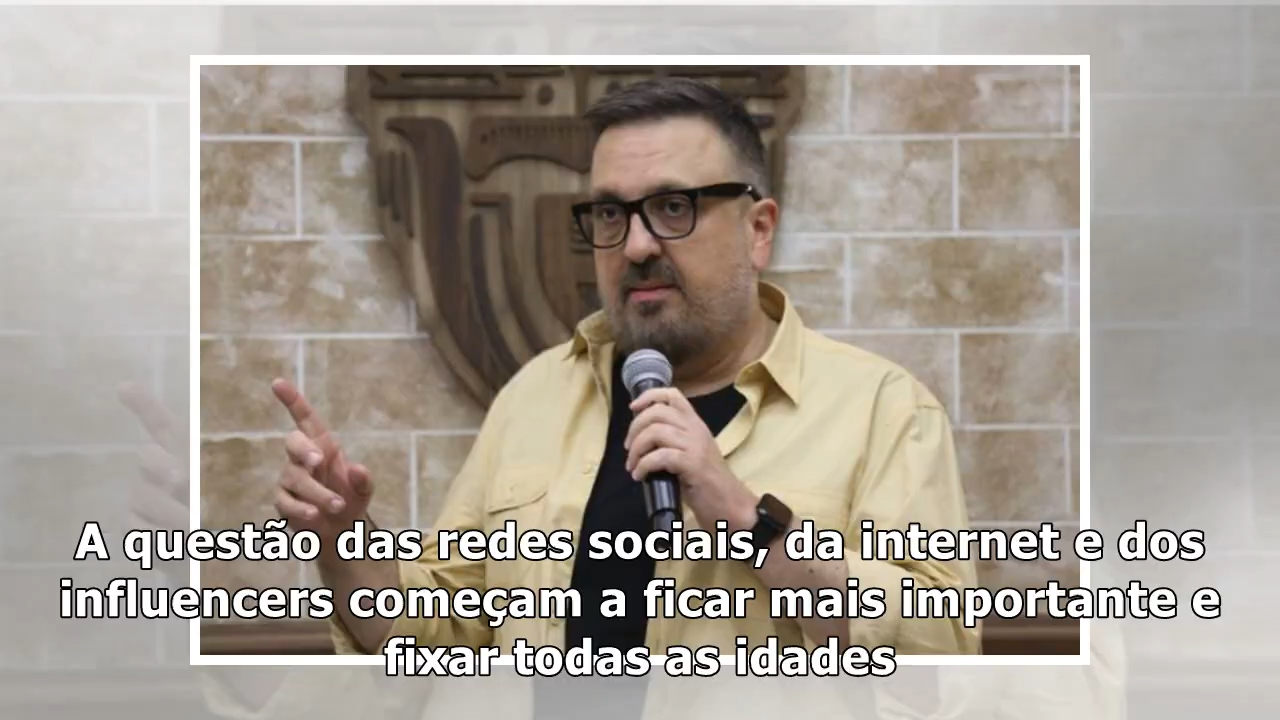 A questão das redes sociais, da internet e dos
influencers começam a ficar mais importante e
fixar todas as idades